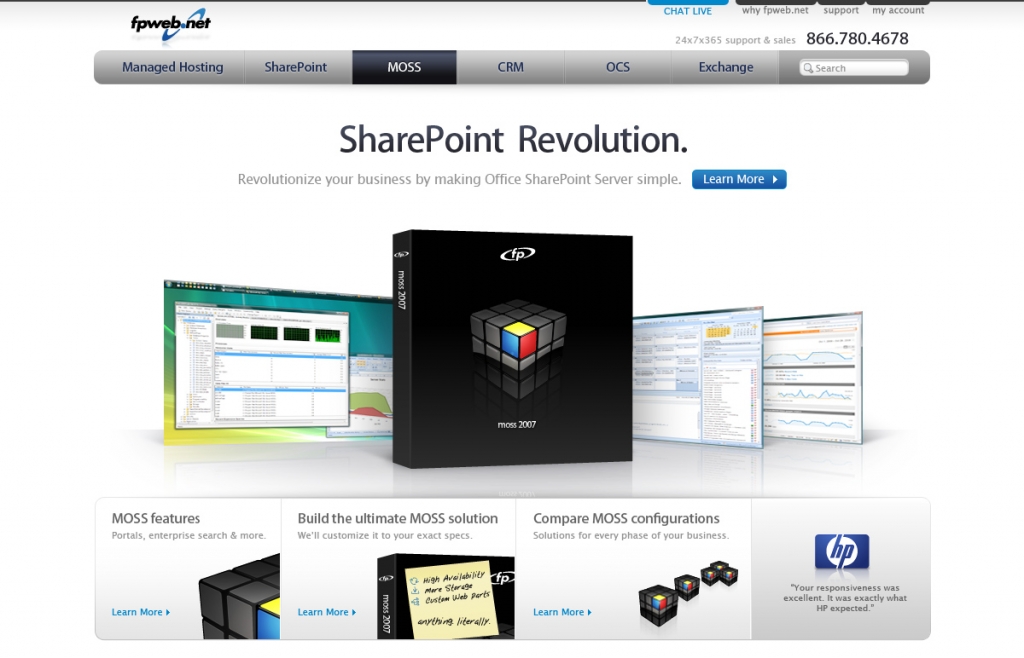 CHAT LIVE
why fpweb.net
support
my account
fpweb.net
24x7x365 support & sales 866.780.4678
Managed Hosting
SharePoint
MOSS
CRM
OCS
Exchange
Search
SharePoint Revolution.
Revolutionize your business by making Office SharePoint Server simple.
Learn More
fp
moss 2007
fp
moss 2007
MOSS features
Portals, enterprise search & more.
Learn More
Build the ultimate MOSS solution
We'll customize it to your exact specs.
Learn More
fp
moss 2007
fp
High Availability
More Storage
Custom Web Parts
anything literally.
Compare MOSS configurations
Solutions for every phase of your business.
Learn More
hp
"Your responsiveness was
excellent. It was exactly what
HP expected."